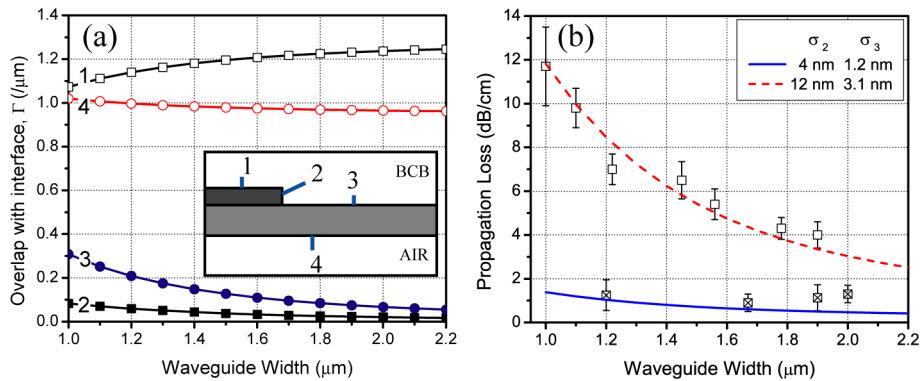 (a)
Overlap with interface, Γ (/μm)
1.4
1.2
1.0
0.8
0.6
0.4
0.2
0.0
1
4
3
2
1
2
3
BCB
4
AIR
1.0 1.2 1.4 1.6 1.8 2.0 2.2
Waveguide Width (μm)
(b)
Propagation Loss (dB/cm)
14
12
10
8
6
4
2
0
σ2 σ3
4 nm 1.2 nm
12 nm 3.1 nm
1.0 1.2 1.4 1.6 1.8 2.0 2.2
Waveguide Width (μm)